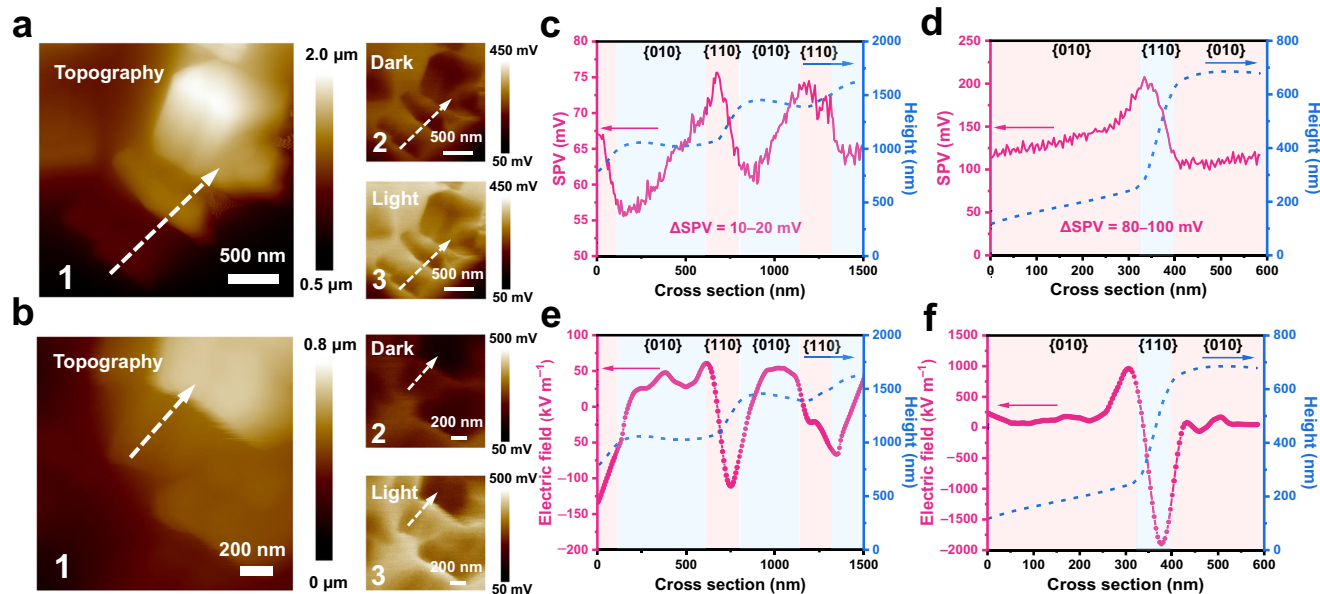 a
Topography
1
500 nm
2.0 µm
0.5 µm
Dark
2
500 nm
450 mV
50 mV
Light
3
500 nm
450 mV
50 mV
b
Topography
1
200 nm
0.8 µm
0 µm
Dark
2
200 nm
500 mV
50 mV
Light
3
200 nm
500 mV
50 mV
c
{010} {110} {010} {110}
80
75
70
65
60
55
50
SPV (mV)
ΔSPV = 10–20 mV
2000
1500
1000
500
0
Height (nm)
0 500 1000 1500
Cross section (nm)
d
{010} {110} {010}
250
200
150
100
50
0
SPV (mV)
ΔSPV = 80–100 mV
800
600
400
200
0
Height (nm)
0 100 200 300 400 500 600
Cross section (nm)
e
{010} {110} {010} {110}
100
50
0
50
−100
−150
−200
Electric field (kV m⁻¹)
2000
1500
1000
500
0
Height (nm)
0 500 1000 1500
Cross section (nm)
f
{010} {110} {010}
1500
1000
500
0
−500
−1000
−1500
−2000
Electric field (kV m⁻¹)
800
600
400
200
0
Height (nm)
0 100 200 300 400 500 600
Cross section (nm)